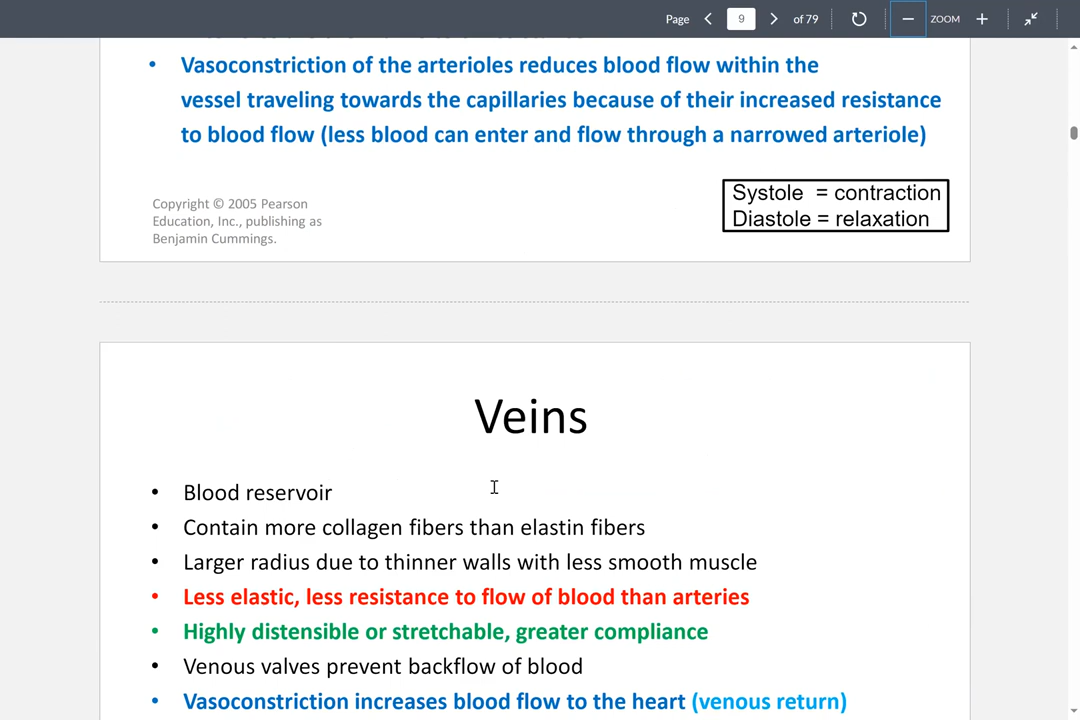 Page 9 of 79 ZOOM
• Vasoconstriction of the arterioles reduces blood flow within the
vessel traveling towards the capillaries because of their increased resistance
to blood flow (less blood can enter and flow through a narrowed arteriole)
Copyright © 2005 Pearson
Education, Inc., publishing as
Benjamin Cummings.
Systole = contraction
Diastole = relaxation
Veins
• Blood reservoir
• Contain more collagen fibers than elastin fibers
• Larger radius due to thinner walls with less smooth muscle
• Less elastic, less resistance to flow of blood than arteries
• Highly distensible or stretchable, greater compliance
• Venous valves prevent backflow of blood
• Vasoconstriction increases blood flow to the heart (venous return)